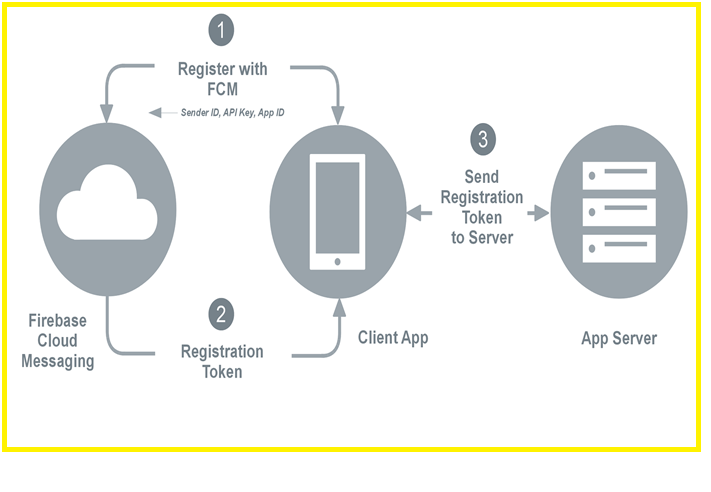 1
Register with
FCM
Sender ID, API Key, App ID
3
Send
Registration
Token
to Server
2
Firebase
Cloud
Messaging
Registration
Token
Client App
App Server